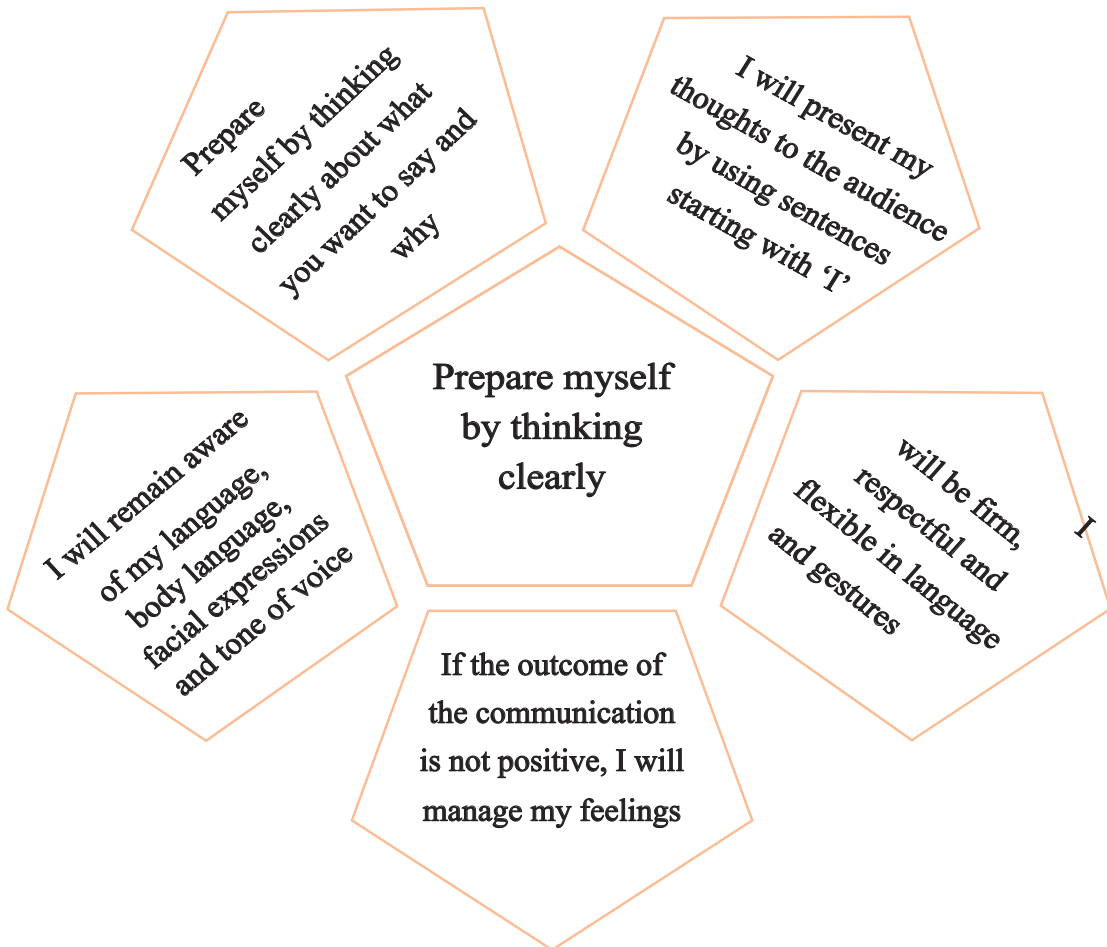 Prepare
myself by thinking
clearly about what
you want to say and
why
I will present my
thoughts to the audience
by using sentences
starting with ‘I’
Prepare myself
by thinking
clearly
I will remain aware
of my language,
body language,
facial expressions
and tone of voice
I
will be firm,
respectful and
flexible in language
and gestures
If the outcome of
the communication
is not positive, I will
manage my feelings